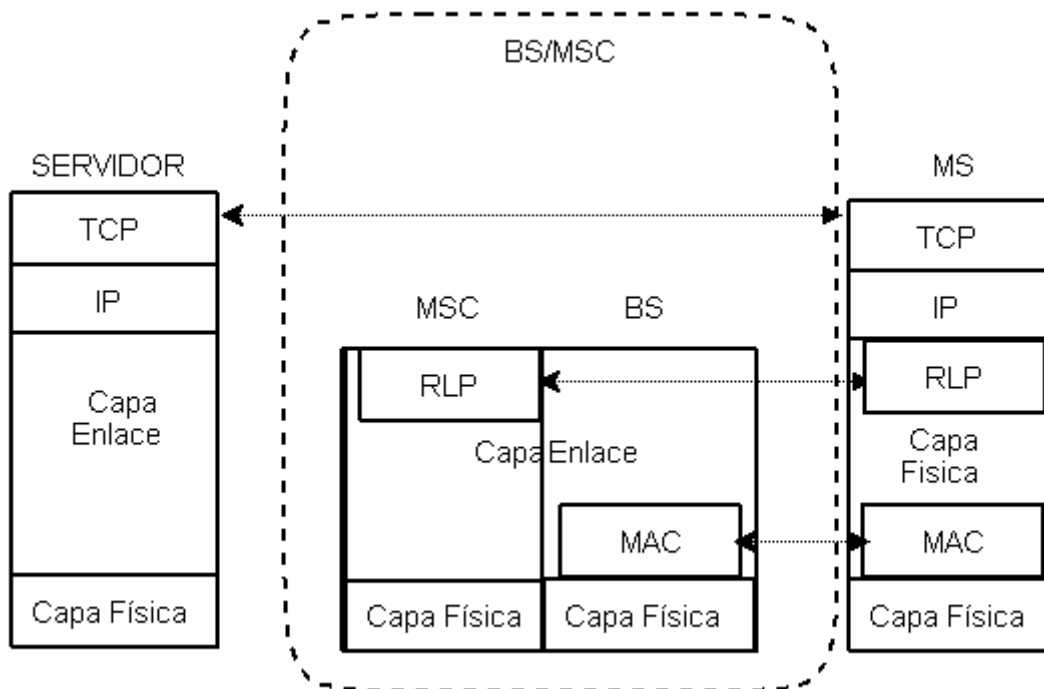 BS/MSC
SERVIDOR
TCP
IP
Capa
Enlace
Capa Física
MSC
BS
RLP
Capa Enlace
MAC
Capa Física
Capa Física
MS
TCP
IP
RLP
Capa
Fisica
MAC
Capa Física